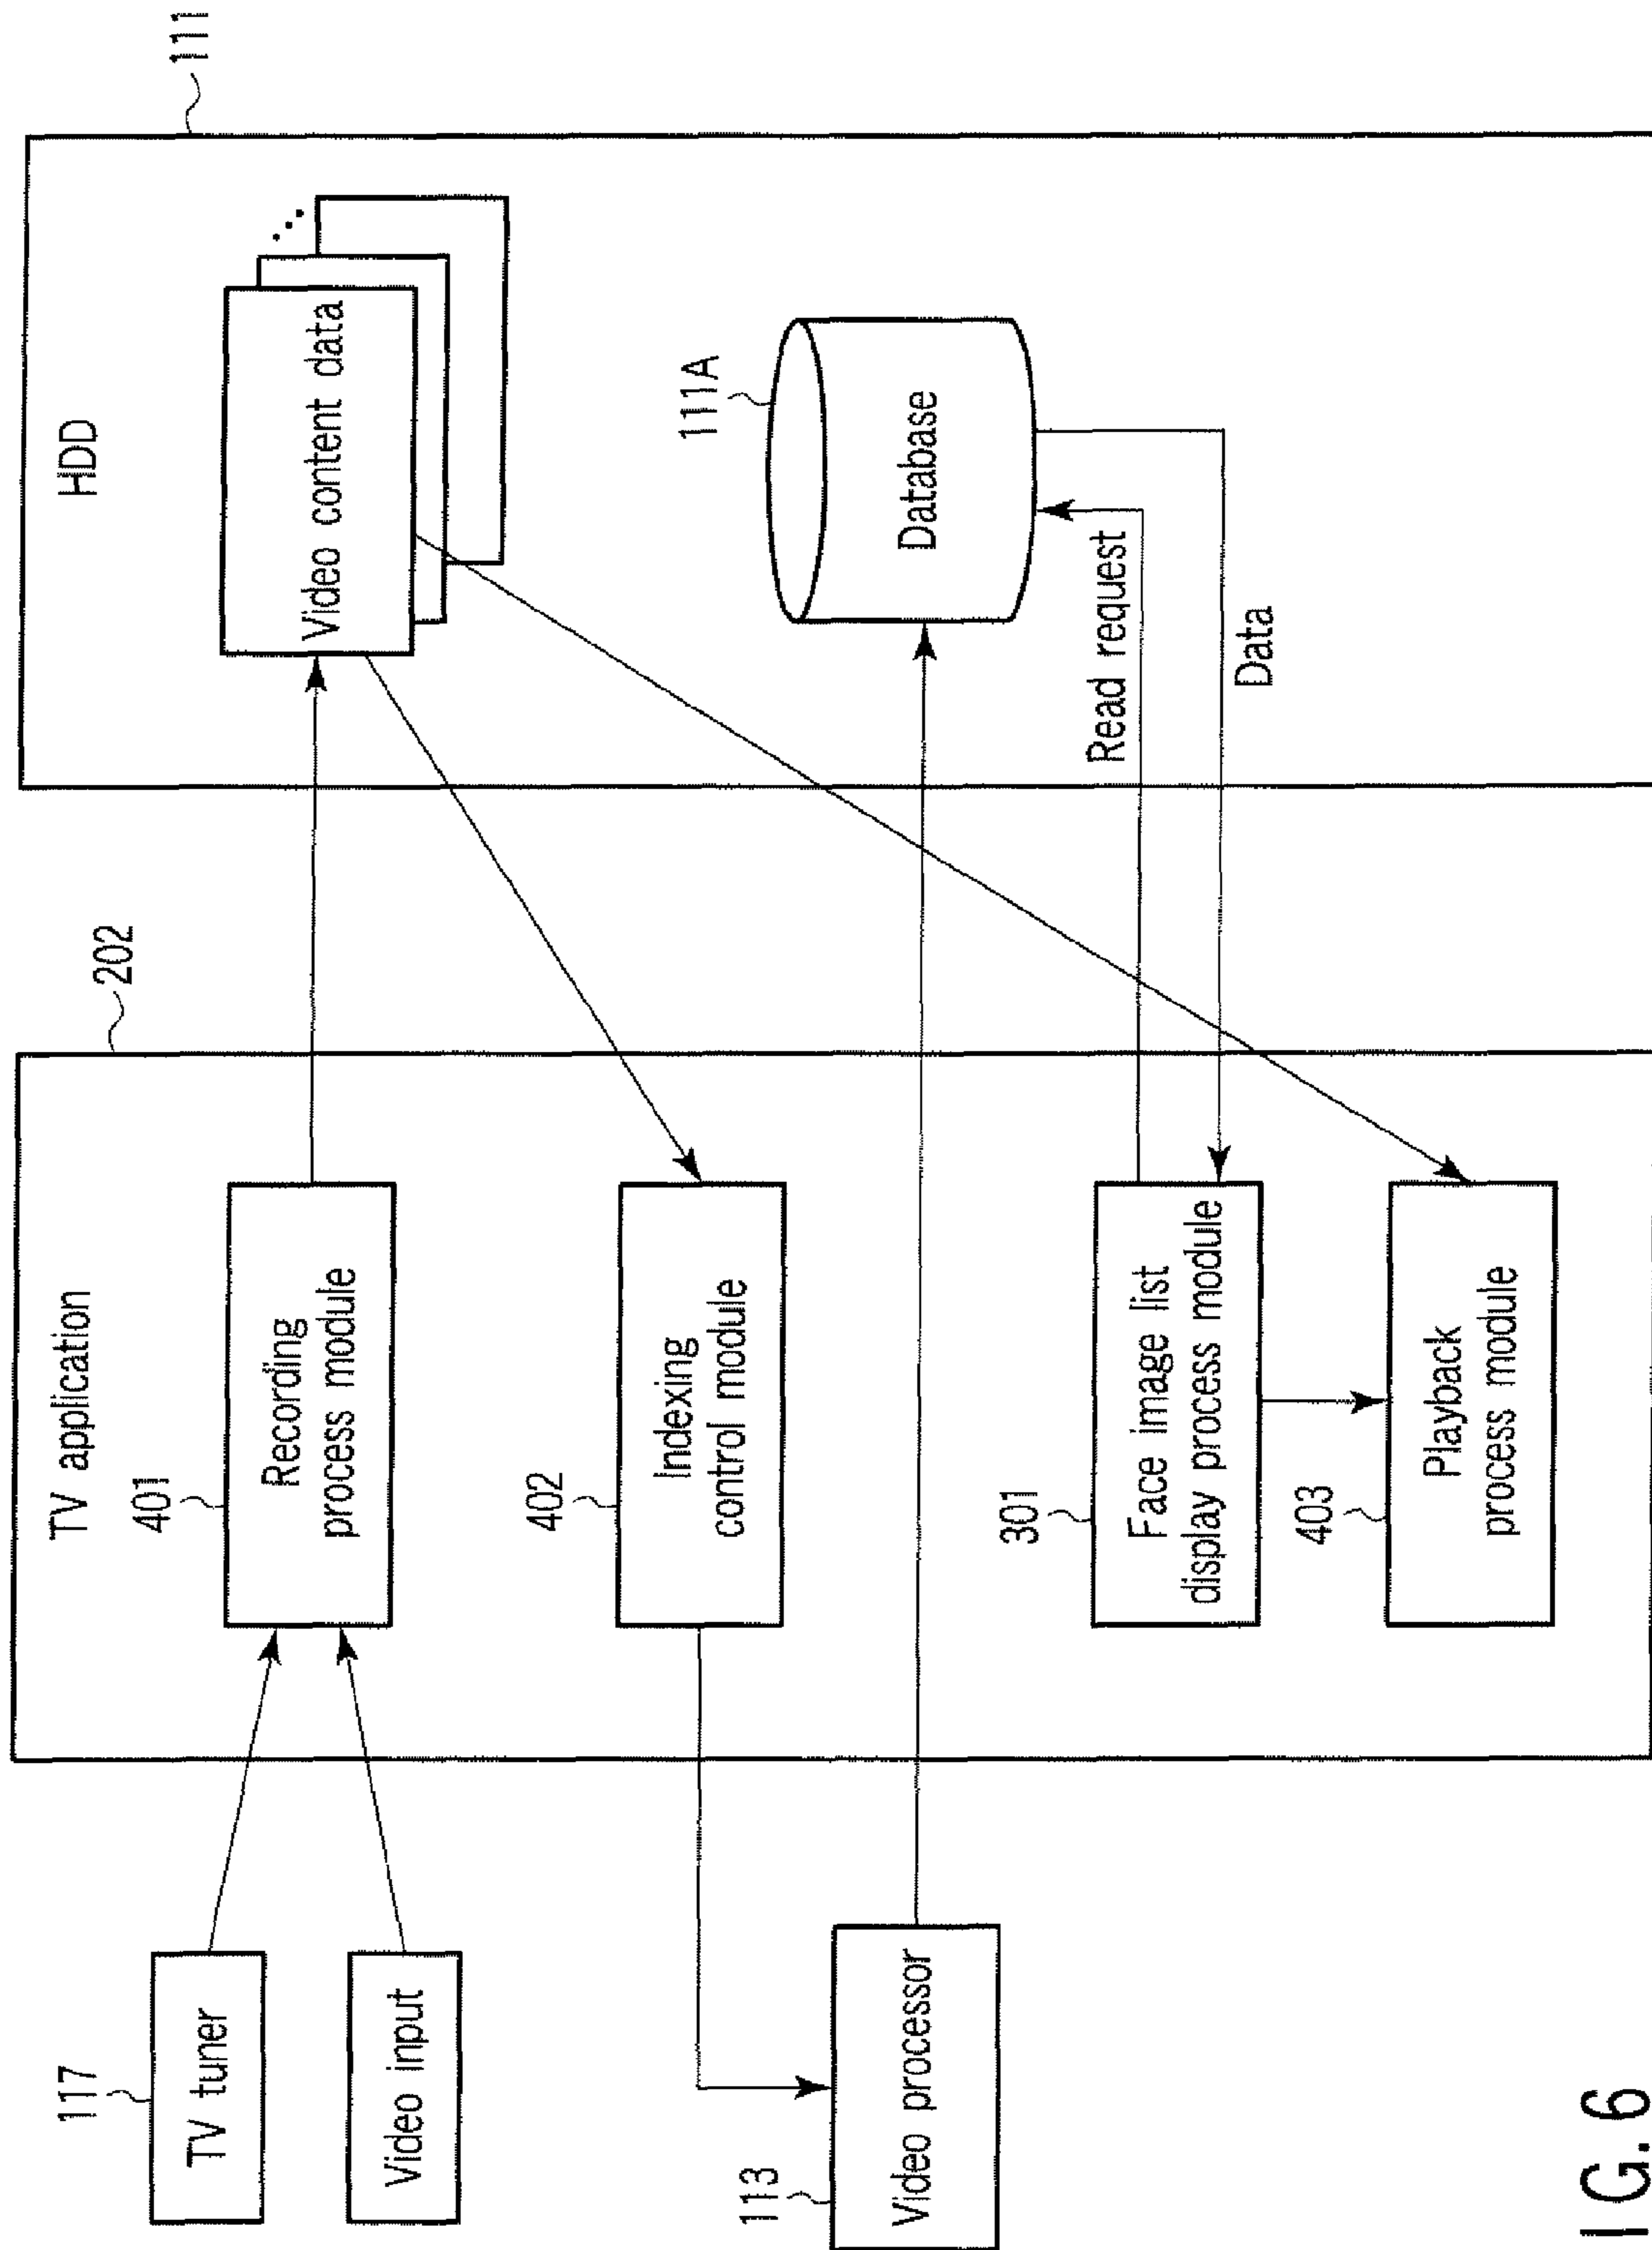 117
TV tuner
Video input
113
Video processor
TV application
202
401
Recording
process module
402
Indexing
control module
301
Face image list
display process module
403
Playback
process module
HDD
111
Video content data
111A
Database
Read request
Data
IG. 6